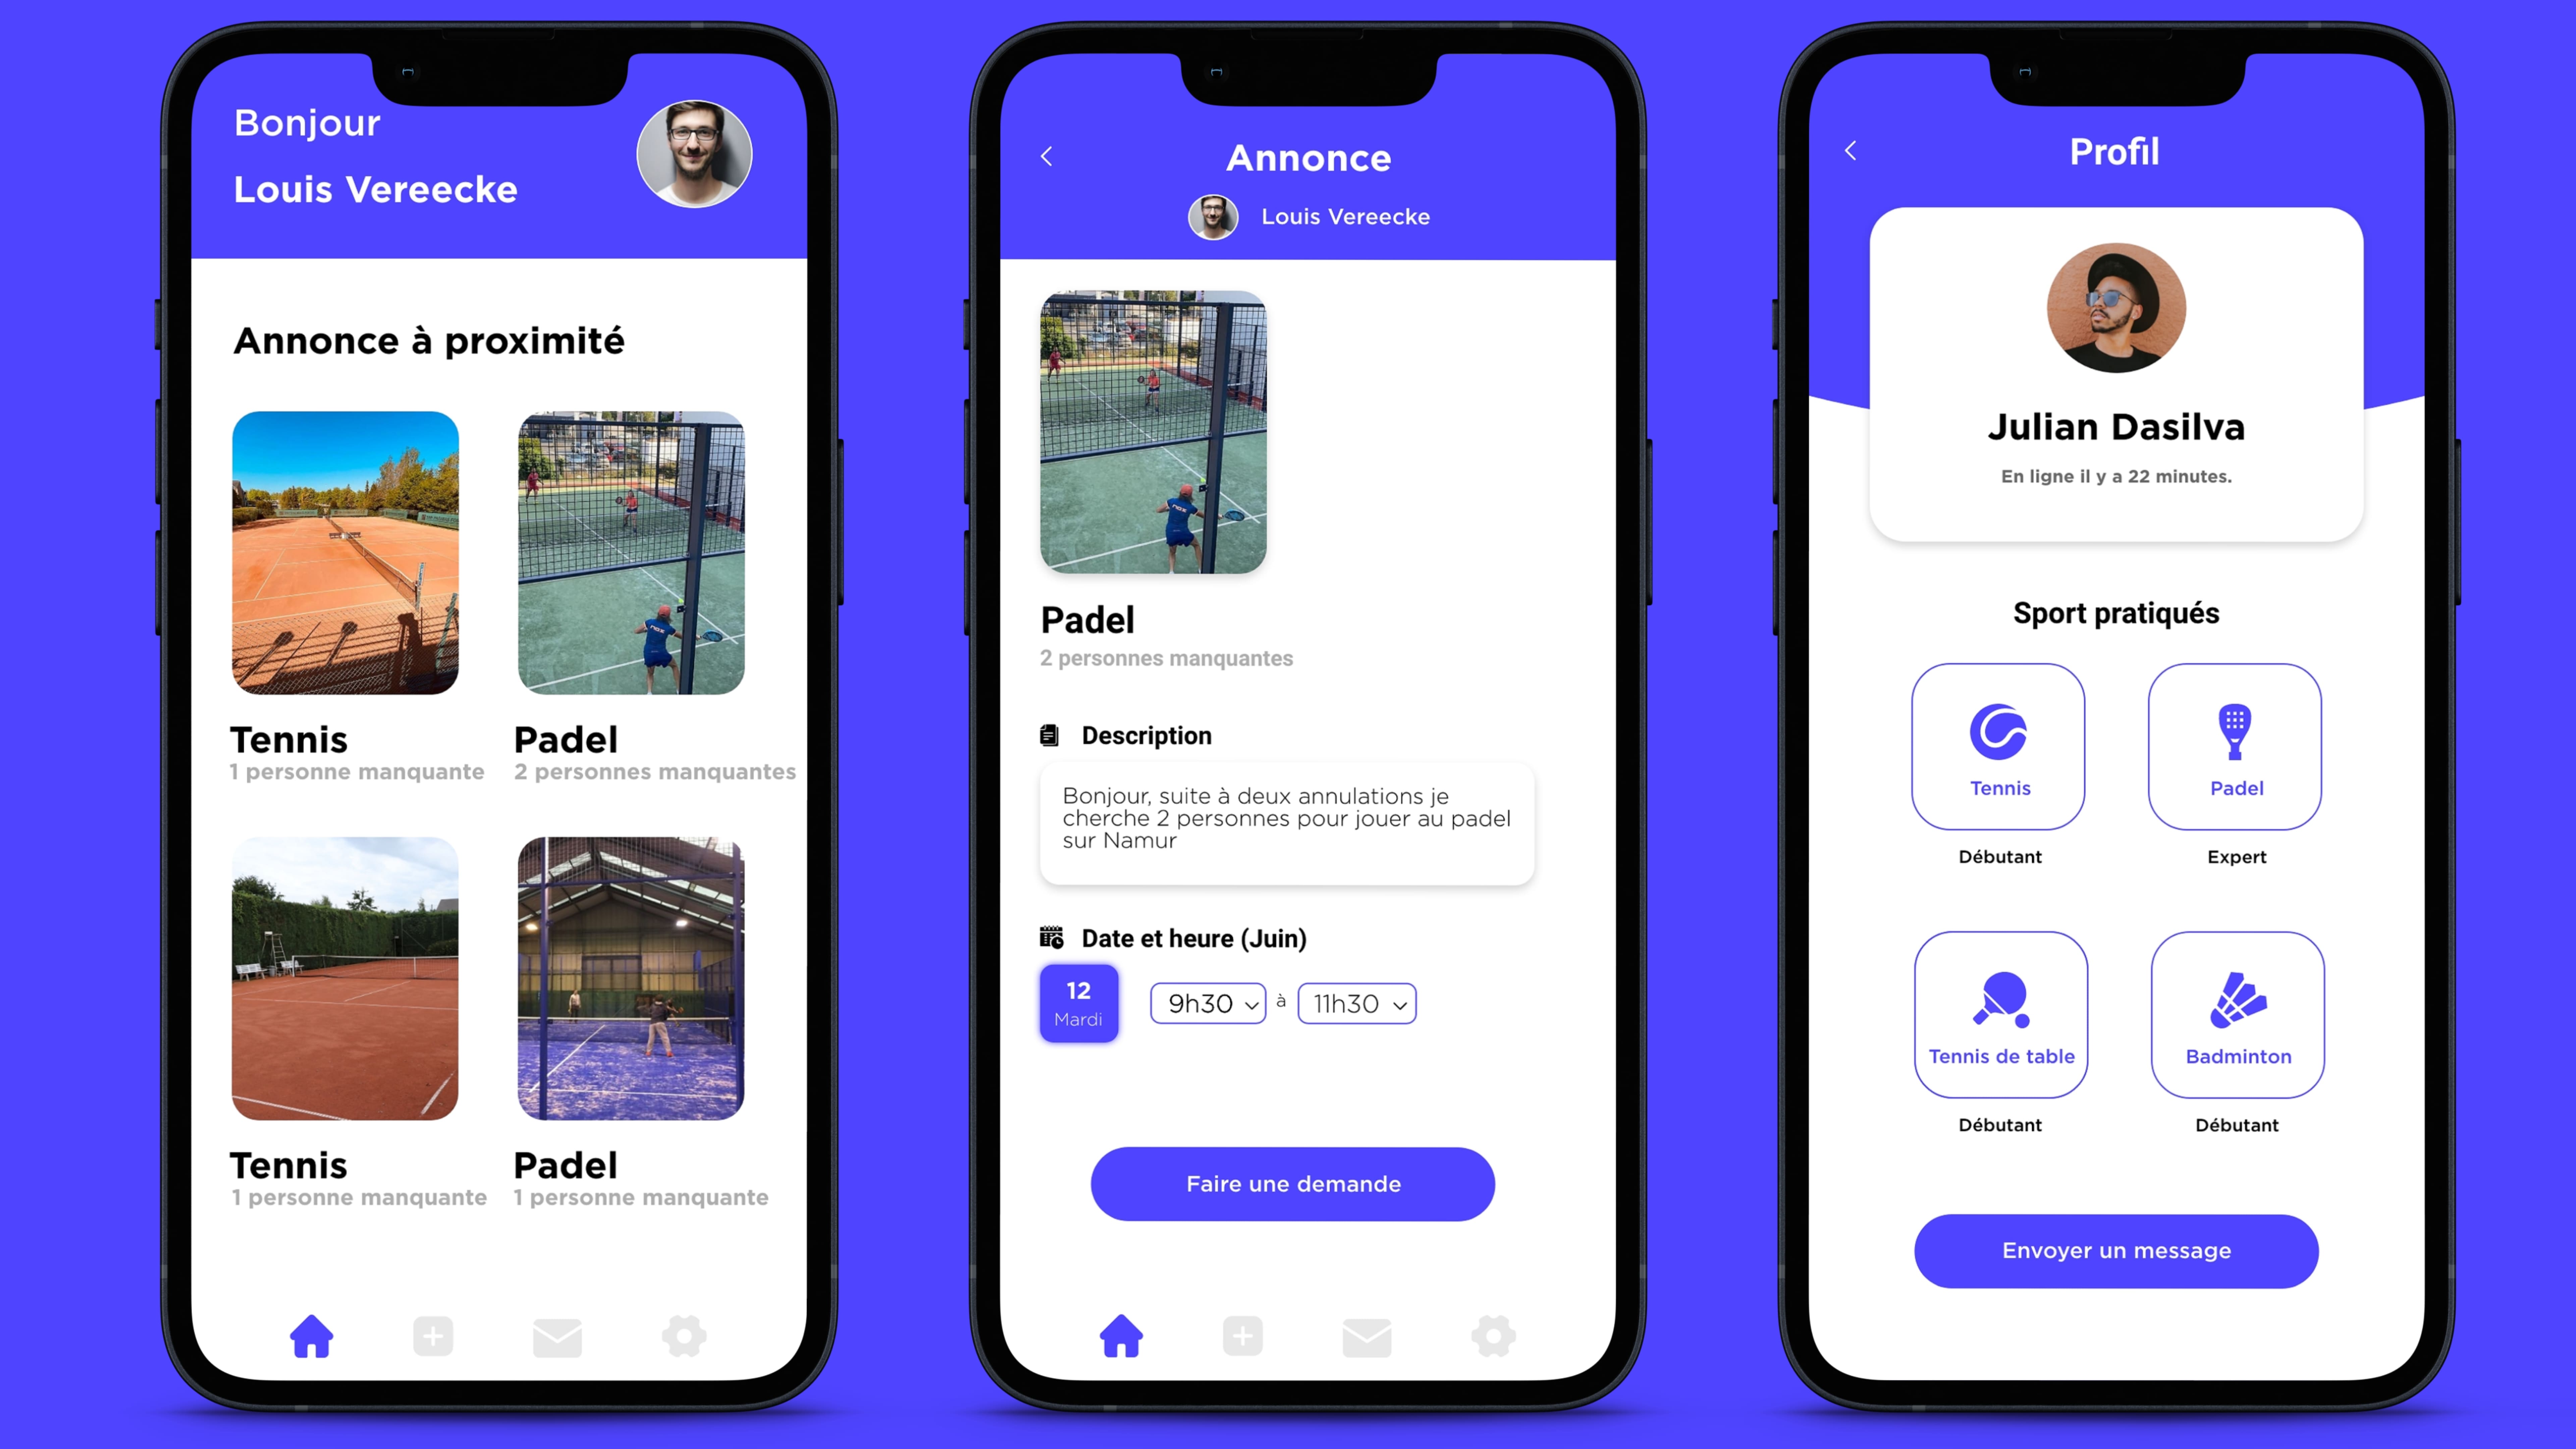 Bonjour
Louis Vereecke
Annonce à proximité
Tennis
1 personne manquante
Padel
2 personnes manquantes
Tennis
1 personne manquante
Padel
1 personne manquante
Annonce
Louis Vereecke
Padel
2 personnes manquantes
Description
Bonjour, suite à deux annulations je
cherche 2 personnes pour jouer au padel
sur Namur
Date et heure (Juin)
12
Mardi
9h30 à 11h30
Faire une demande
Profil
Julian Dasilva
En ligne il y a 22 minutes.
Sport pratiqués
Tennis
Débutant
Padel
Expert
Tennis de table
Débutant
Badminton
Débutant
Envoyer un message